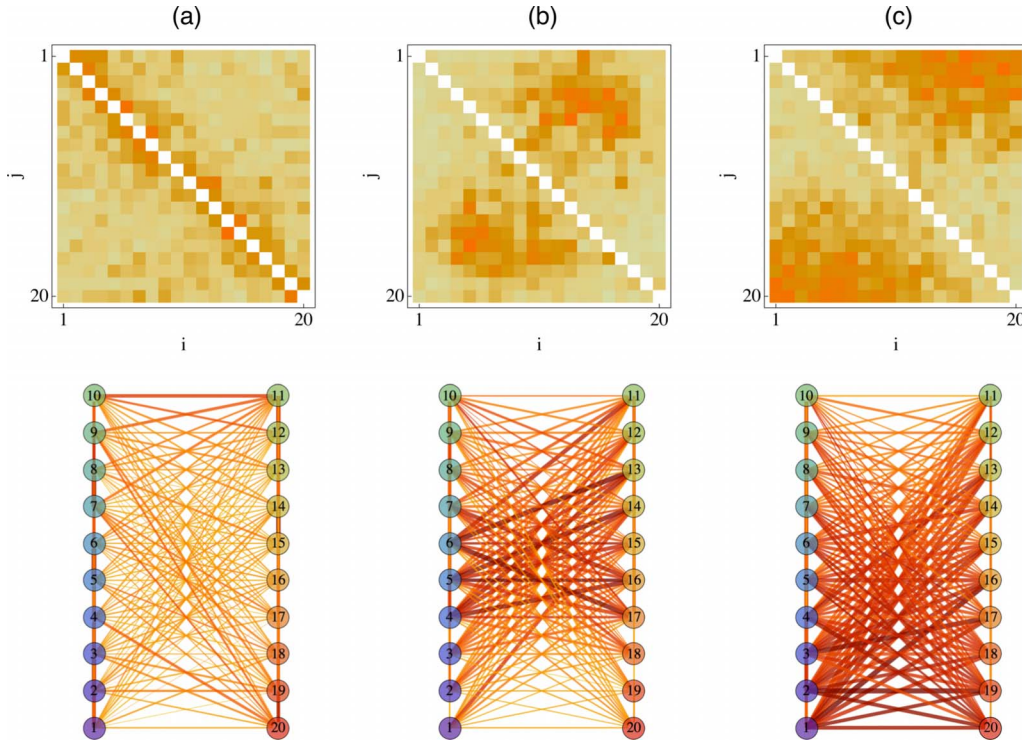 (a) (b) (c)
1 1 1
j j j
20 20 20
1 20 1 20 1 20
i i i
10 11 10 11 10 11
9 12 9 12 9 12
8 13 8 13 8 13
7 14 7 14 7 14
6 15 6 15 6 15
5 16 5 16 5 16
4 17 4 17 4 17
3 18 3 18 3 18
2 19 2 19 2 19
1 20 1 20 1 20